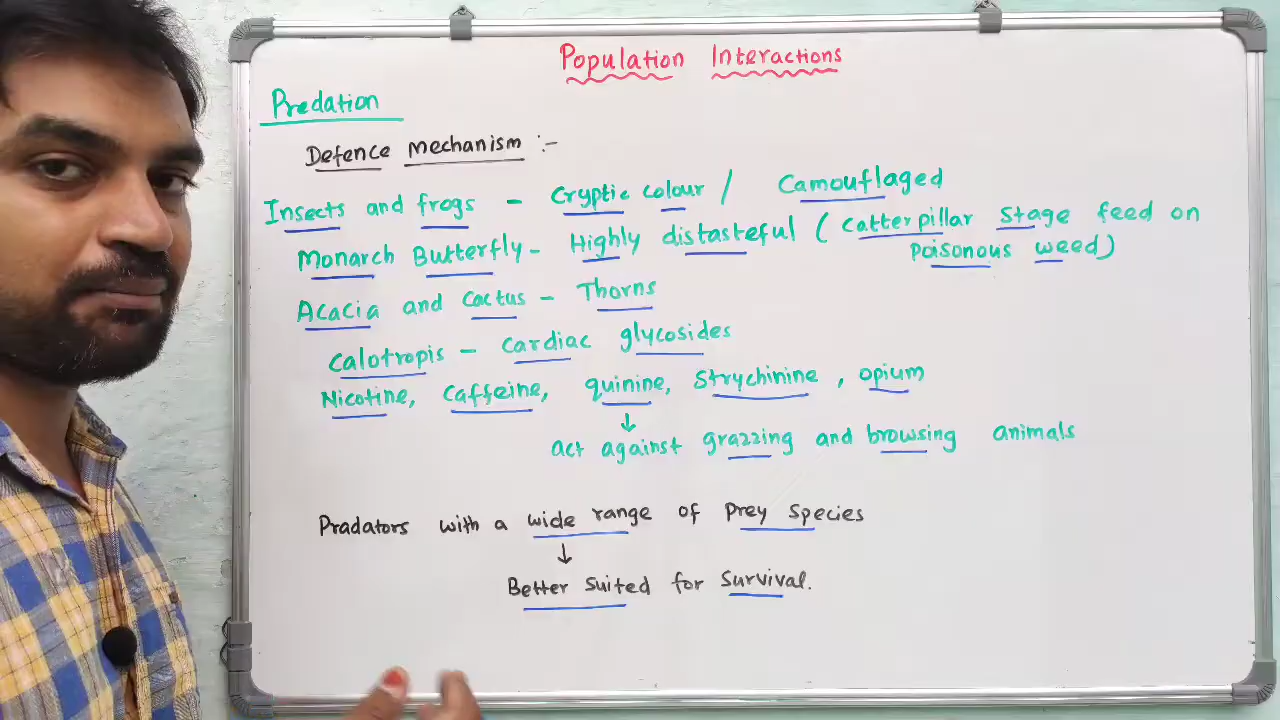 Population Interactions
Predation
Defence Mechanism :-
Insects and frogs - Cryptic colour / Camouflaged
Monarch Butterfly - Highly distasteful ( Catterpillar Stage feed on
Poisonous weed)
Acacia and Cactus - Thorns
Calotropis - Cardiac glycosides
Nicotine, Caffeine, quinine, Strychinine , opium
↓
act against grazzing and browsing animals
Pradators with a wide range of Prey Species
↓
Better Suited for Survival.